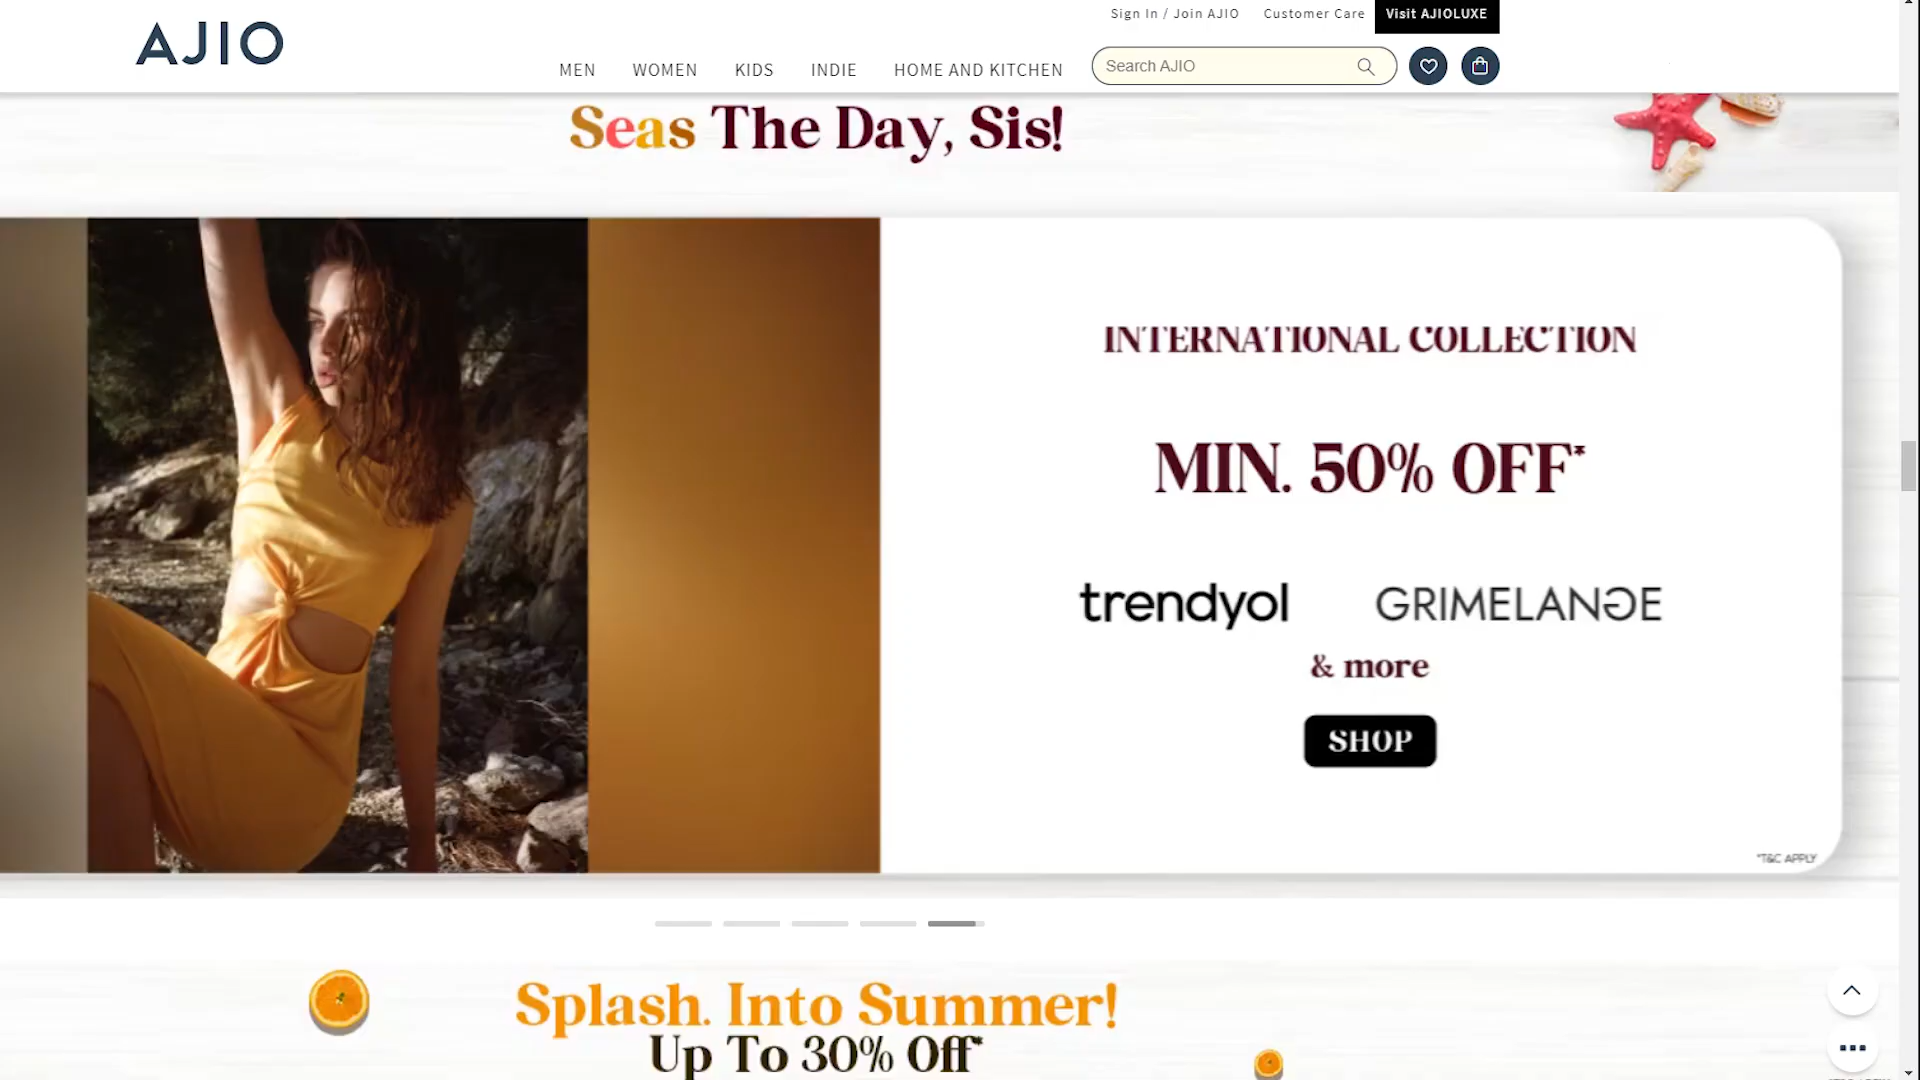 Sign In / Join AJIO Customer Care Visit AJIOLUXE
AJIO
MEN WOMEN KIDS INDIE HOME AND KITCHEN Search AJIO
Seas The Day, Sis!
INTERNATIONAL COLLECTION
MIN. 50% OFF*
trendyol GRIMELANGE
& more
SHOP
*T&C APPLY
Splash. Into Summer!
Up To 30% Off*